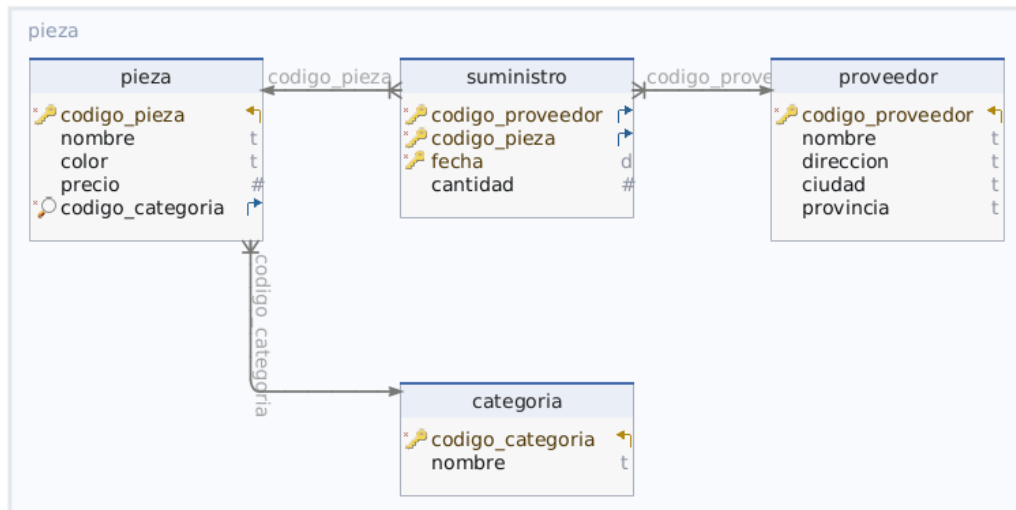 pieza
pieza
codigo_pieza
nombre t
color t
precio #
codigo_categoria
codigo_pieza
suministro
codigo_proveedor
codigo_pieza
fecha d
cantidad #
codigo_prove
proveedor
codigo_proveedor
nombre t
direccion t
ciudad t
provincia t
codigo_categoria
categoria
codigo_categoria
nombre t